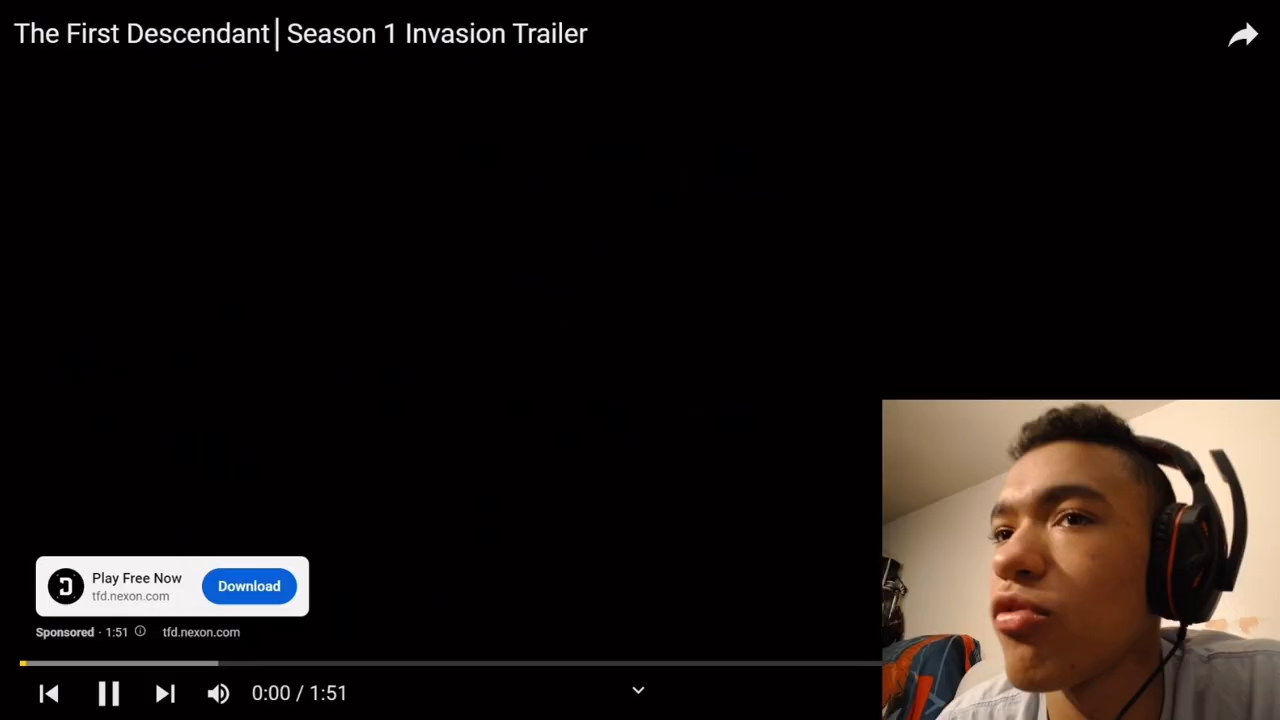 The First Descendant│Season 1 Invasion Trailer
Play Free Now
tfd.nexon.com
Download
Sponsored · 1:51 tfd.nexon.com
0:00 / 1:51